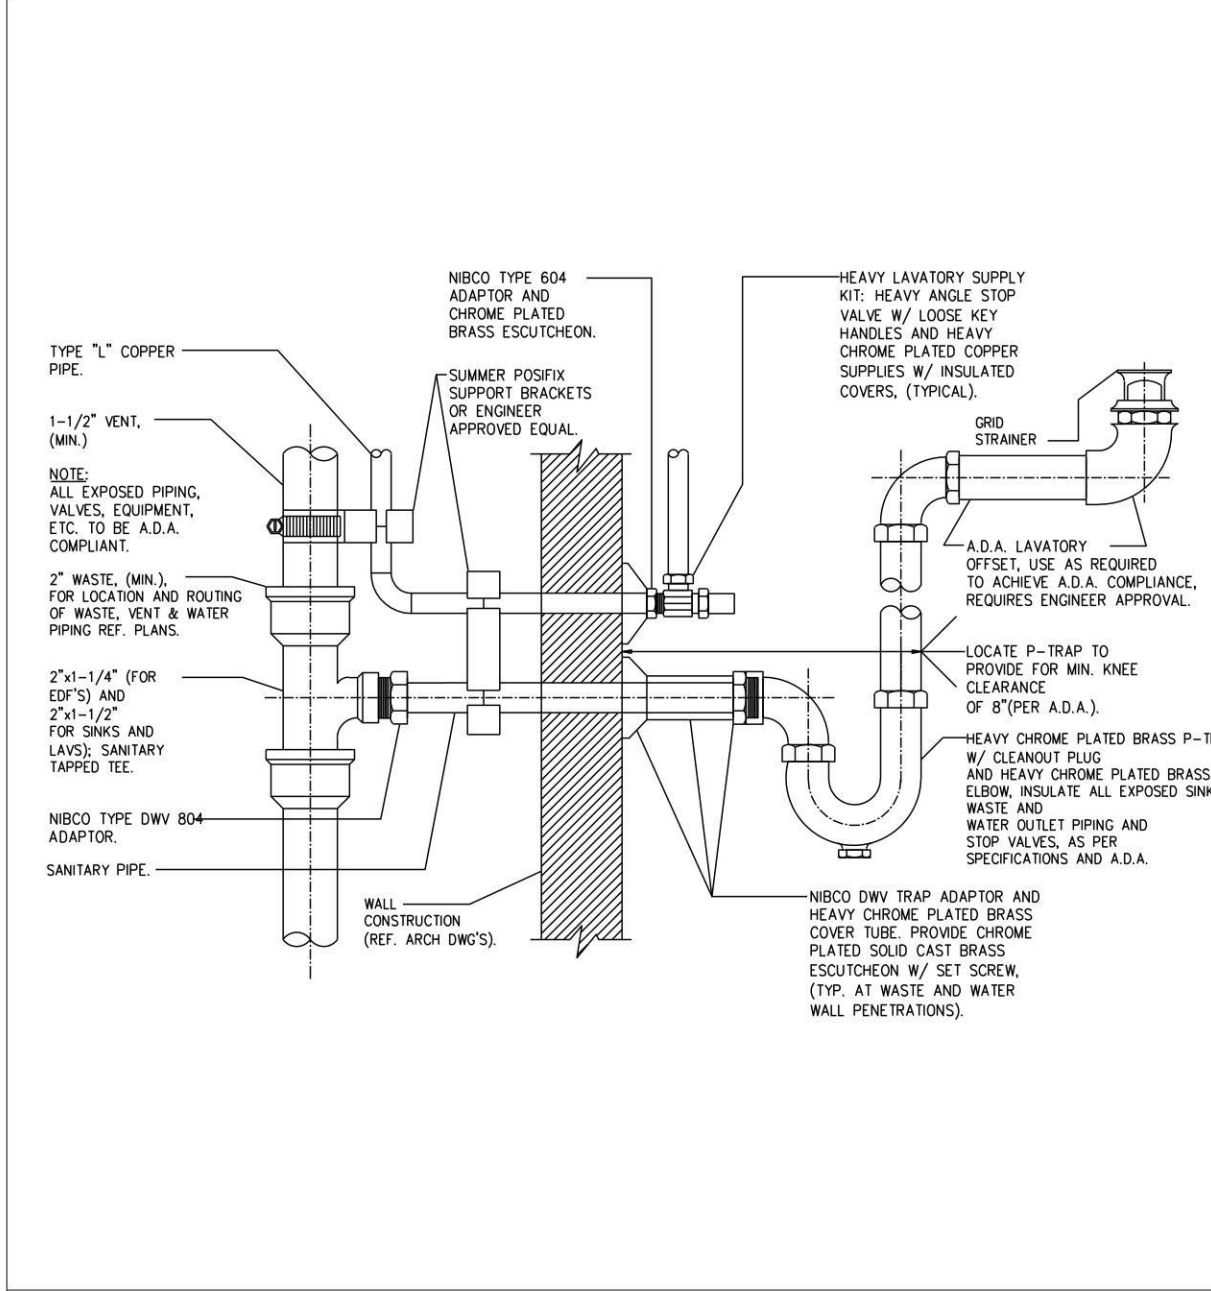 NIBCO TYPE 604
ADAPTOR AND
CHROME PLATED
BRASS ESCUTCHEON.
HEAVY LAVATORY SUPPLY
KIT: HEAVY ANGLE STOP
VALVE W/ LOOSE KEY
HANDLES AND HEAVY
CHROME PLATED COPPER
SUPPLIES W/ INSULATED
COVERS, (TYPICAL).
TYPE "L" COPPER
PIPE.
SUMMER POSIFIX
SUPPORT BRACKETS
OR ENGINEER
APPROVED EQUAL.
1-1/2" VENT,
(MIN.)
GRID
STRAINER
NOTE:
ALL EXPOSED PIPING,
VALVES, EQUIPMENT,
ETC. TO BE A.D.A.
COMPLIANT.
A.D.A. LAVATORY
OFFSET, USE AS REQUIRED
TO ACHIEVE A.D.A. COMPLIANCE,
REQUIRES ENGINEER APPROVAL.
2" WASTE, (MIN.),
FOR LOCATION AND ROUTING
OF WASTE, VENT & WATER
PIPING REF. PLANS.
LOCATE P-TRAP TO
PROVIDE FOR MIN. KNEE
CLEARANCE
OF 8"(PER A.D.A.).
2"x1-1/4" (FOR
EDF'S) AND
2"x1-1/2"
FOR SINKS AND
LAVS); SANITARY
TAPPED TEE.
HEAVY CHROME PLATED BRASS
W/ CLEANOUT PLUG
AND HEAVY CHROME PLATED BRASS
ELBOW, INSULATE ALL EXPOSED SINK
WASTE AND
WATER OUTLET PIPING AND
STOP VALVES, AS PER
SPECIFICATIONS AND A.D.A.
NIBCO TYPE DWV 804
ADAPTOR.
SANITARY PIPE.
WALL
CONSTRUCTION
(REF. ARCH DWG'S).
NIBCO DWV TRAP ADAPTOR AND
HEAVY CHROME PLATED BRASS
COVER TUBE. PROVIDE CHROME
PLATED SOLID CAST BRASS
ESCUTCHEON W/ SET SCREW,
(TYP. AT WASTE AND WATER
WALL PENETRATIONS).